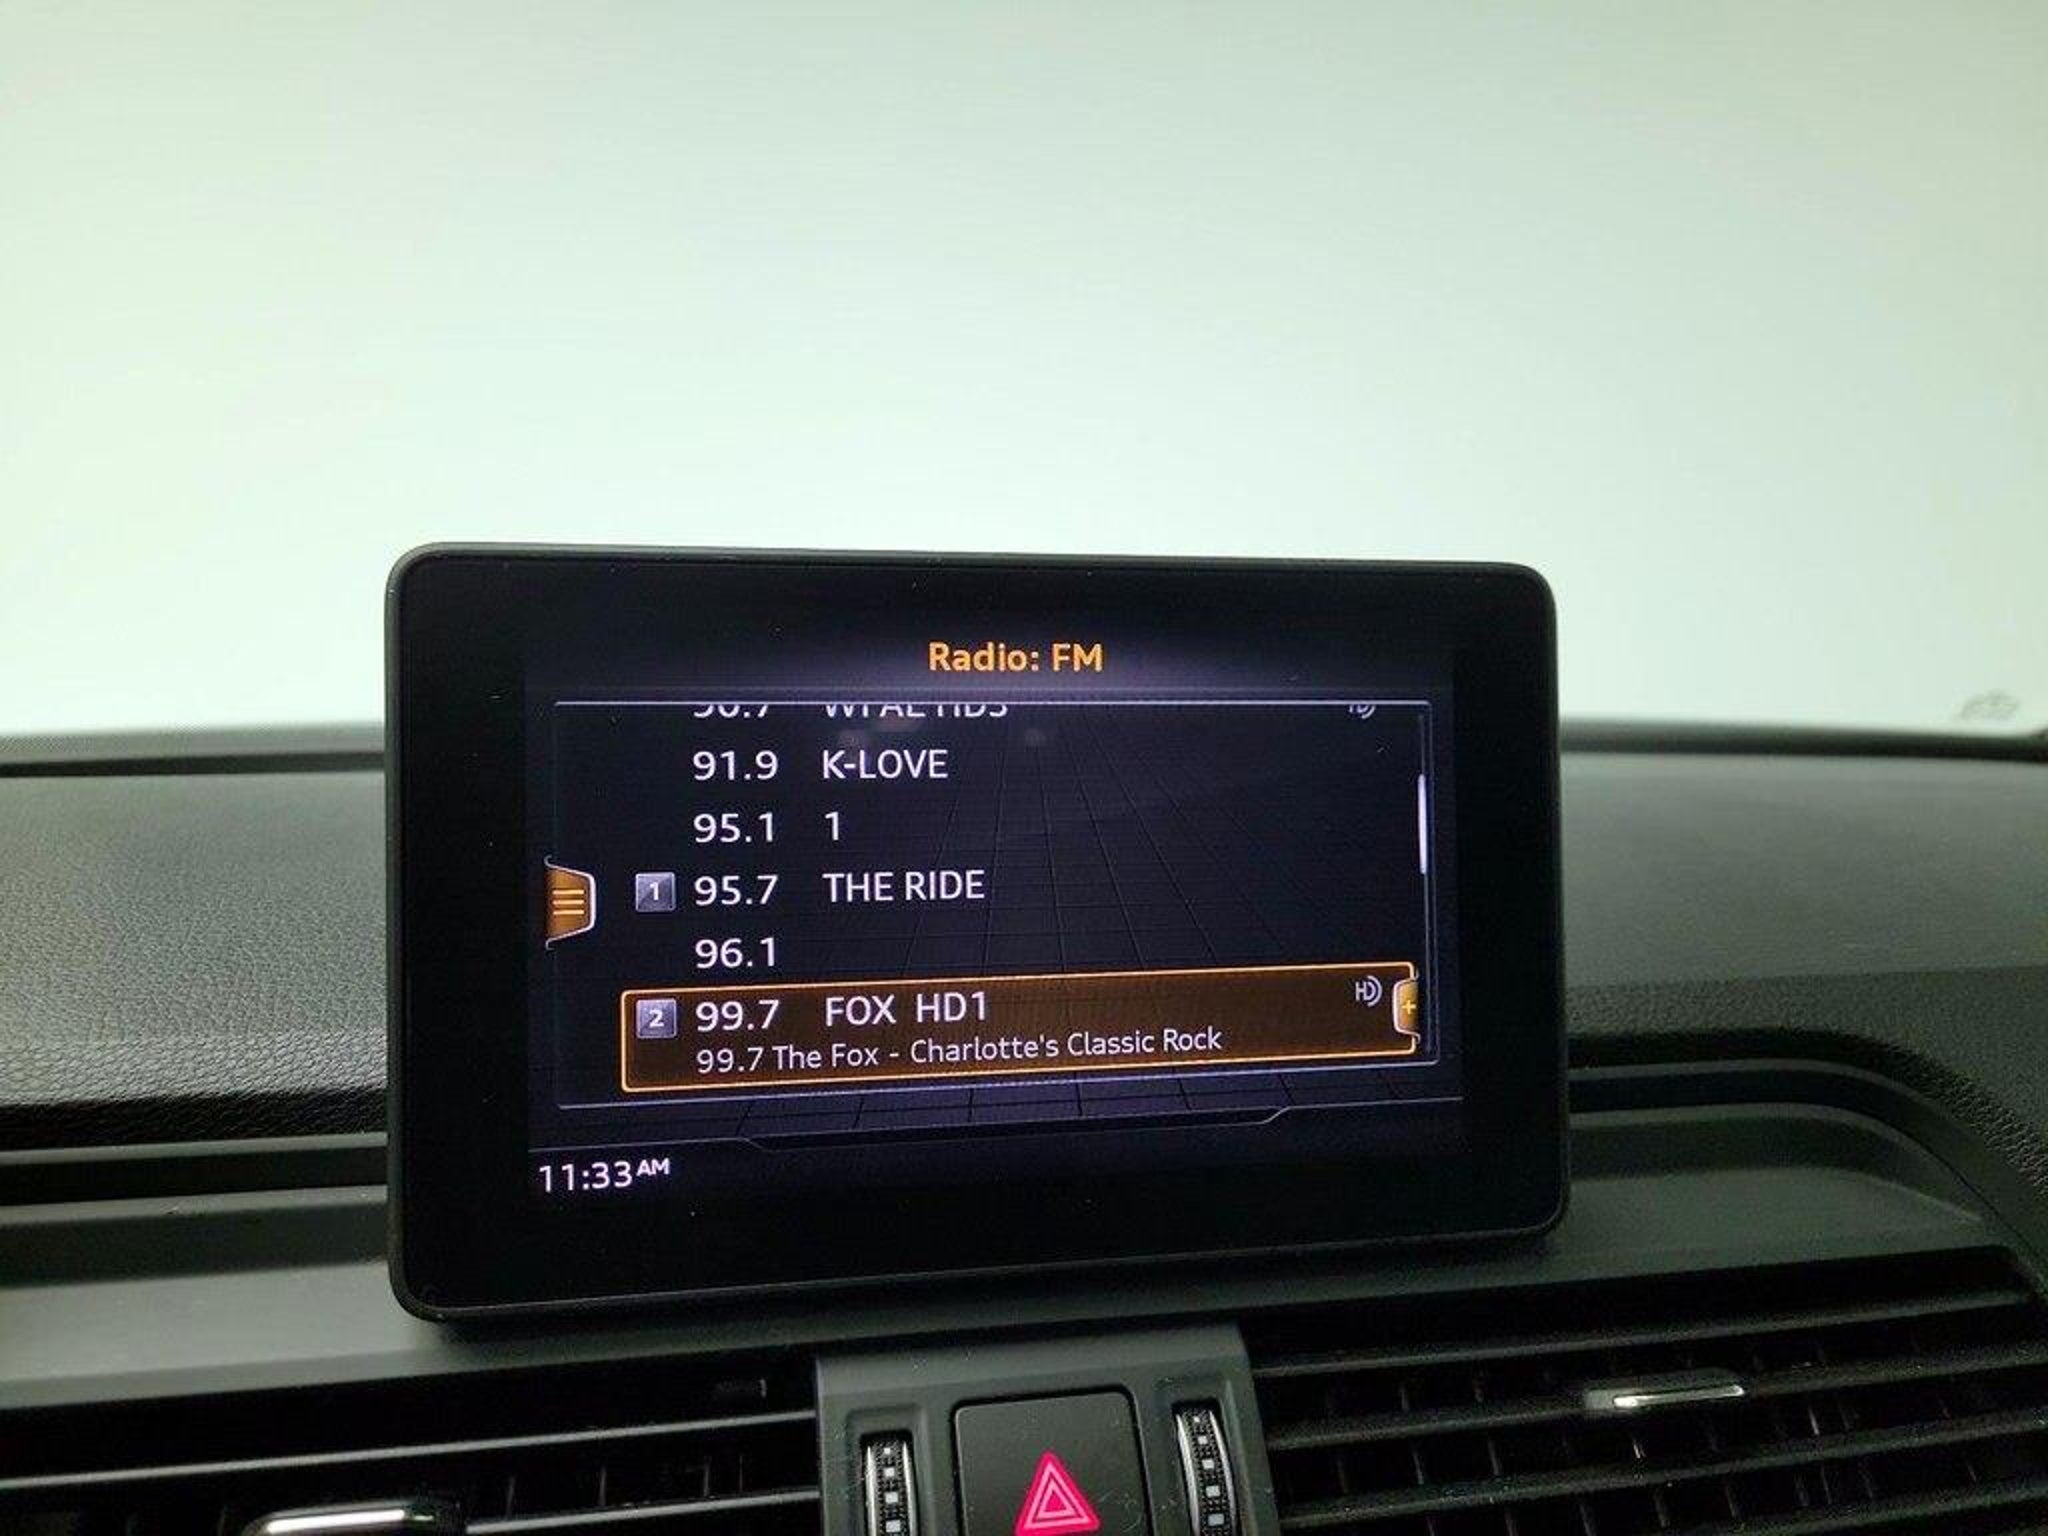 Radio: FM
91.9 K-LOVE
95.1 1
1 95.7 THE RIDE
96.1
2 99.7 FOX HD1 HD
99.7 The Fox - Charlotte's Classic Rock
11:33 AM